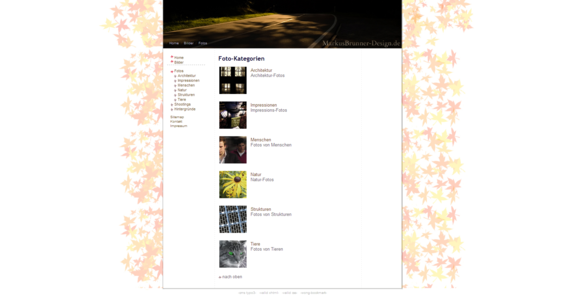 Home Bilder Fotos
MarkusBrunner-Design.de
Home
Bilder
Fotos
Architektur
Impressionen
Menschen
Natur
Strukturen
Tiere
Shootings
Hintergründe
Sitemap
Kontakt
Impressum
Foto-Kategorien
Architektur
Architektur-Fotos
Impressionen
Impressions-Fotos
Menschen
Fotos von Menschen
Natur
Natur-Fotos
Strukturen
Fotos von Strukturen
Tiere
Fotos von Tieren
nach oben